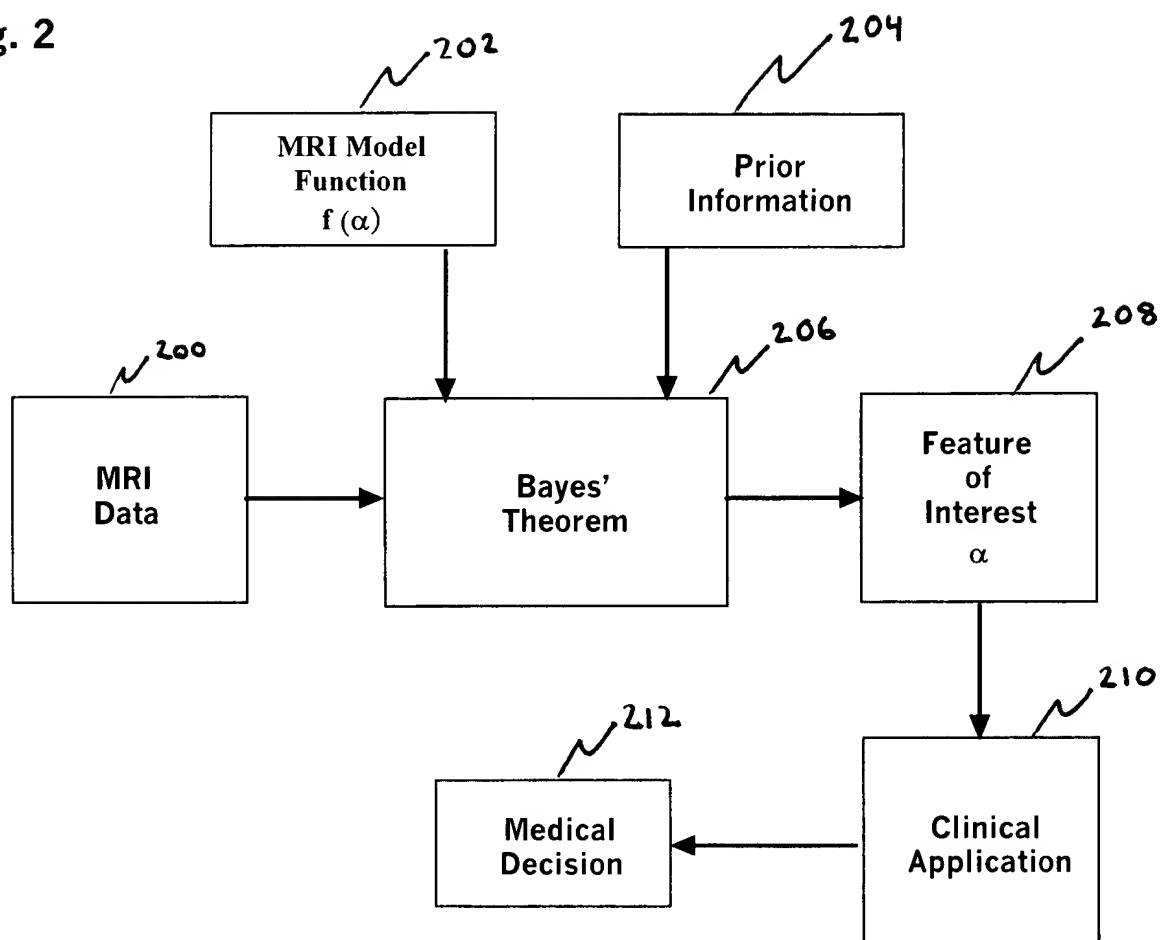 g. 2
202
204
MRI Model
Function
f (α)
Prior
Information
200
206
208
MRI
Data
Bayes'
Theorem
Feature
of
Interest
α
210
212
Medical
Decision
Clinical
Application